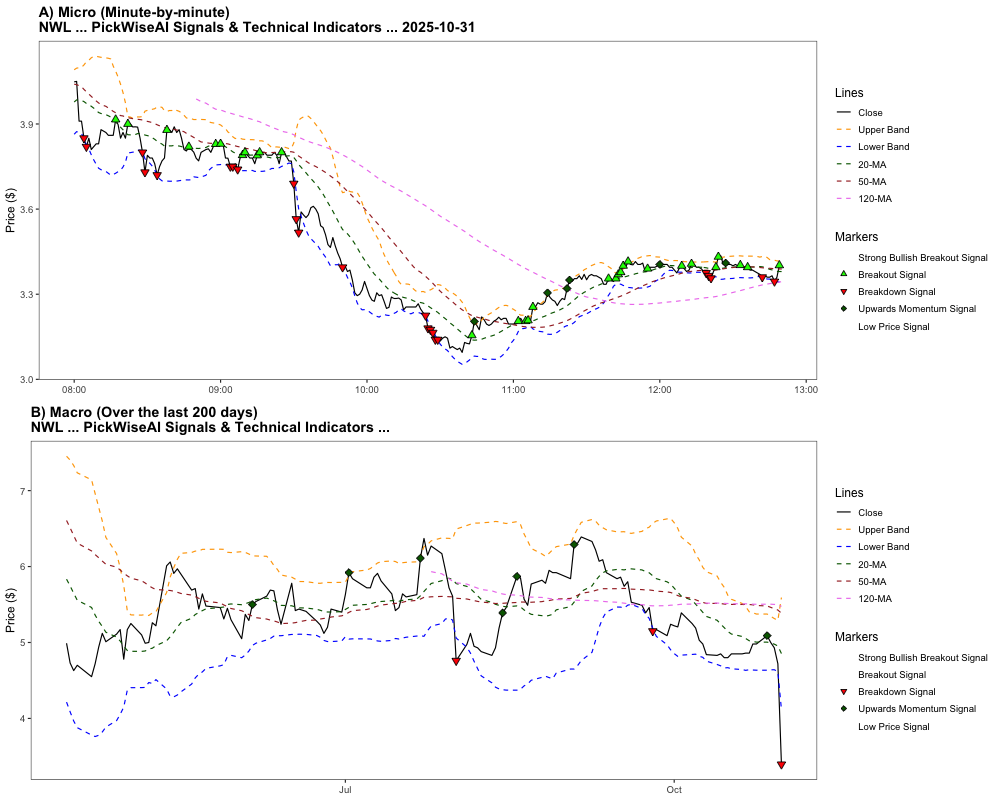 A) Micro (Minute-by-minute)
NWL ... PickWiseAI Signals & Technical Indicators ... 2025-10-31
Price ($)
3.9
3.6
3.3
3.0
08:00 09:00 10:00 11:00 12:00 13:00
Lines
Close
Upper Band
Lower Band
20-MA
50-MA
120-MA
Markers
Strong Bullish Breakout Signal
Breakout Signal
Breakdown Signal
Upwards Momentum Signal
Low Price Signal
B) Macro (Over the last 200 days)
NWL ... PickWiseAI Signals & Technical Indicators ...
Price ($)
7
6
5
4
Jul Oct
Lines
Close
Upper Band
Lower Band
20-MA
50-MA
120-MA
Markers
Strong Bullish Breakout Signal
Breakout Signal
Breakdown Signal
Upwards Momentum Signal
Low Price Signal